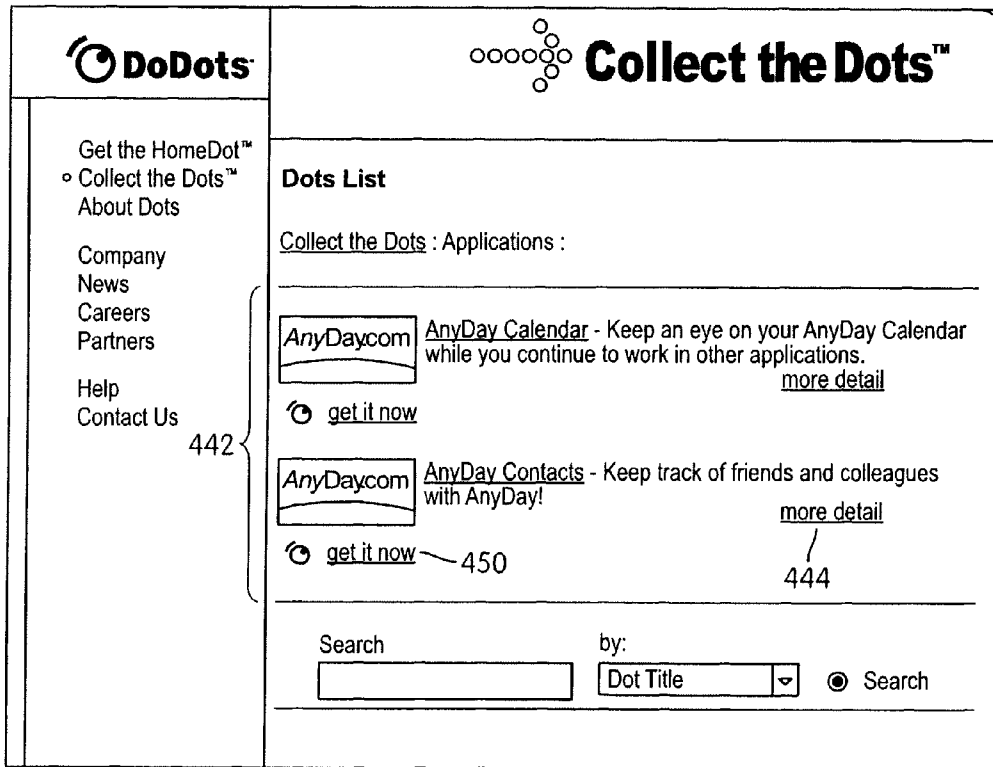 DoDots
Collect the Dots™
Get the HomeDot™
Collect the Dots™
About Dots
Company
News
Careers
Partners
Help
Contact Us
442
Dots List
Collect the Dots : Applications :
AnyDay.com
AnyDay Calendar - Keep an eye on your AnyDay Calendar
while you continue to work in other applications.
more detail
get it now
AnyDay.com
AnyDay Contacts - Keep track of friends and colleagues
with AnyDay!
more detail
get it now
450
444
Search
by:
Dot Title
Search